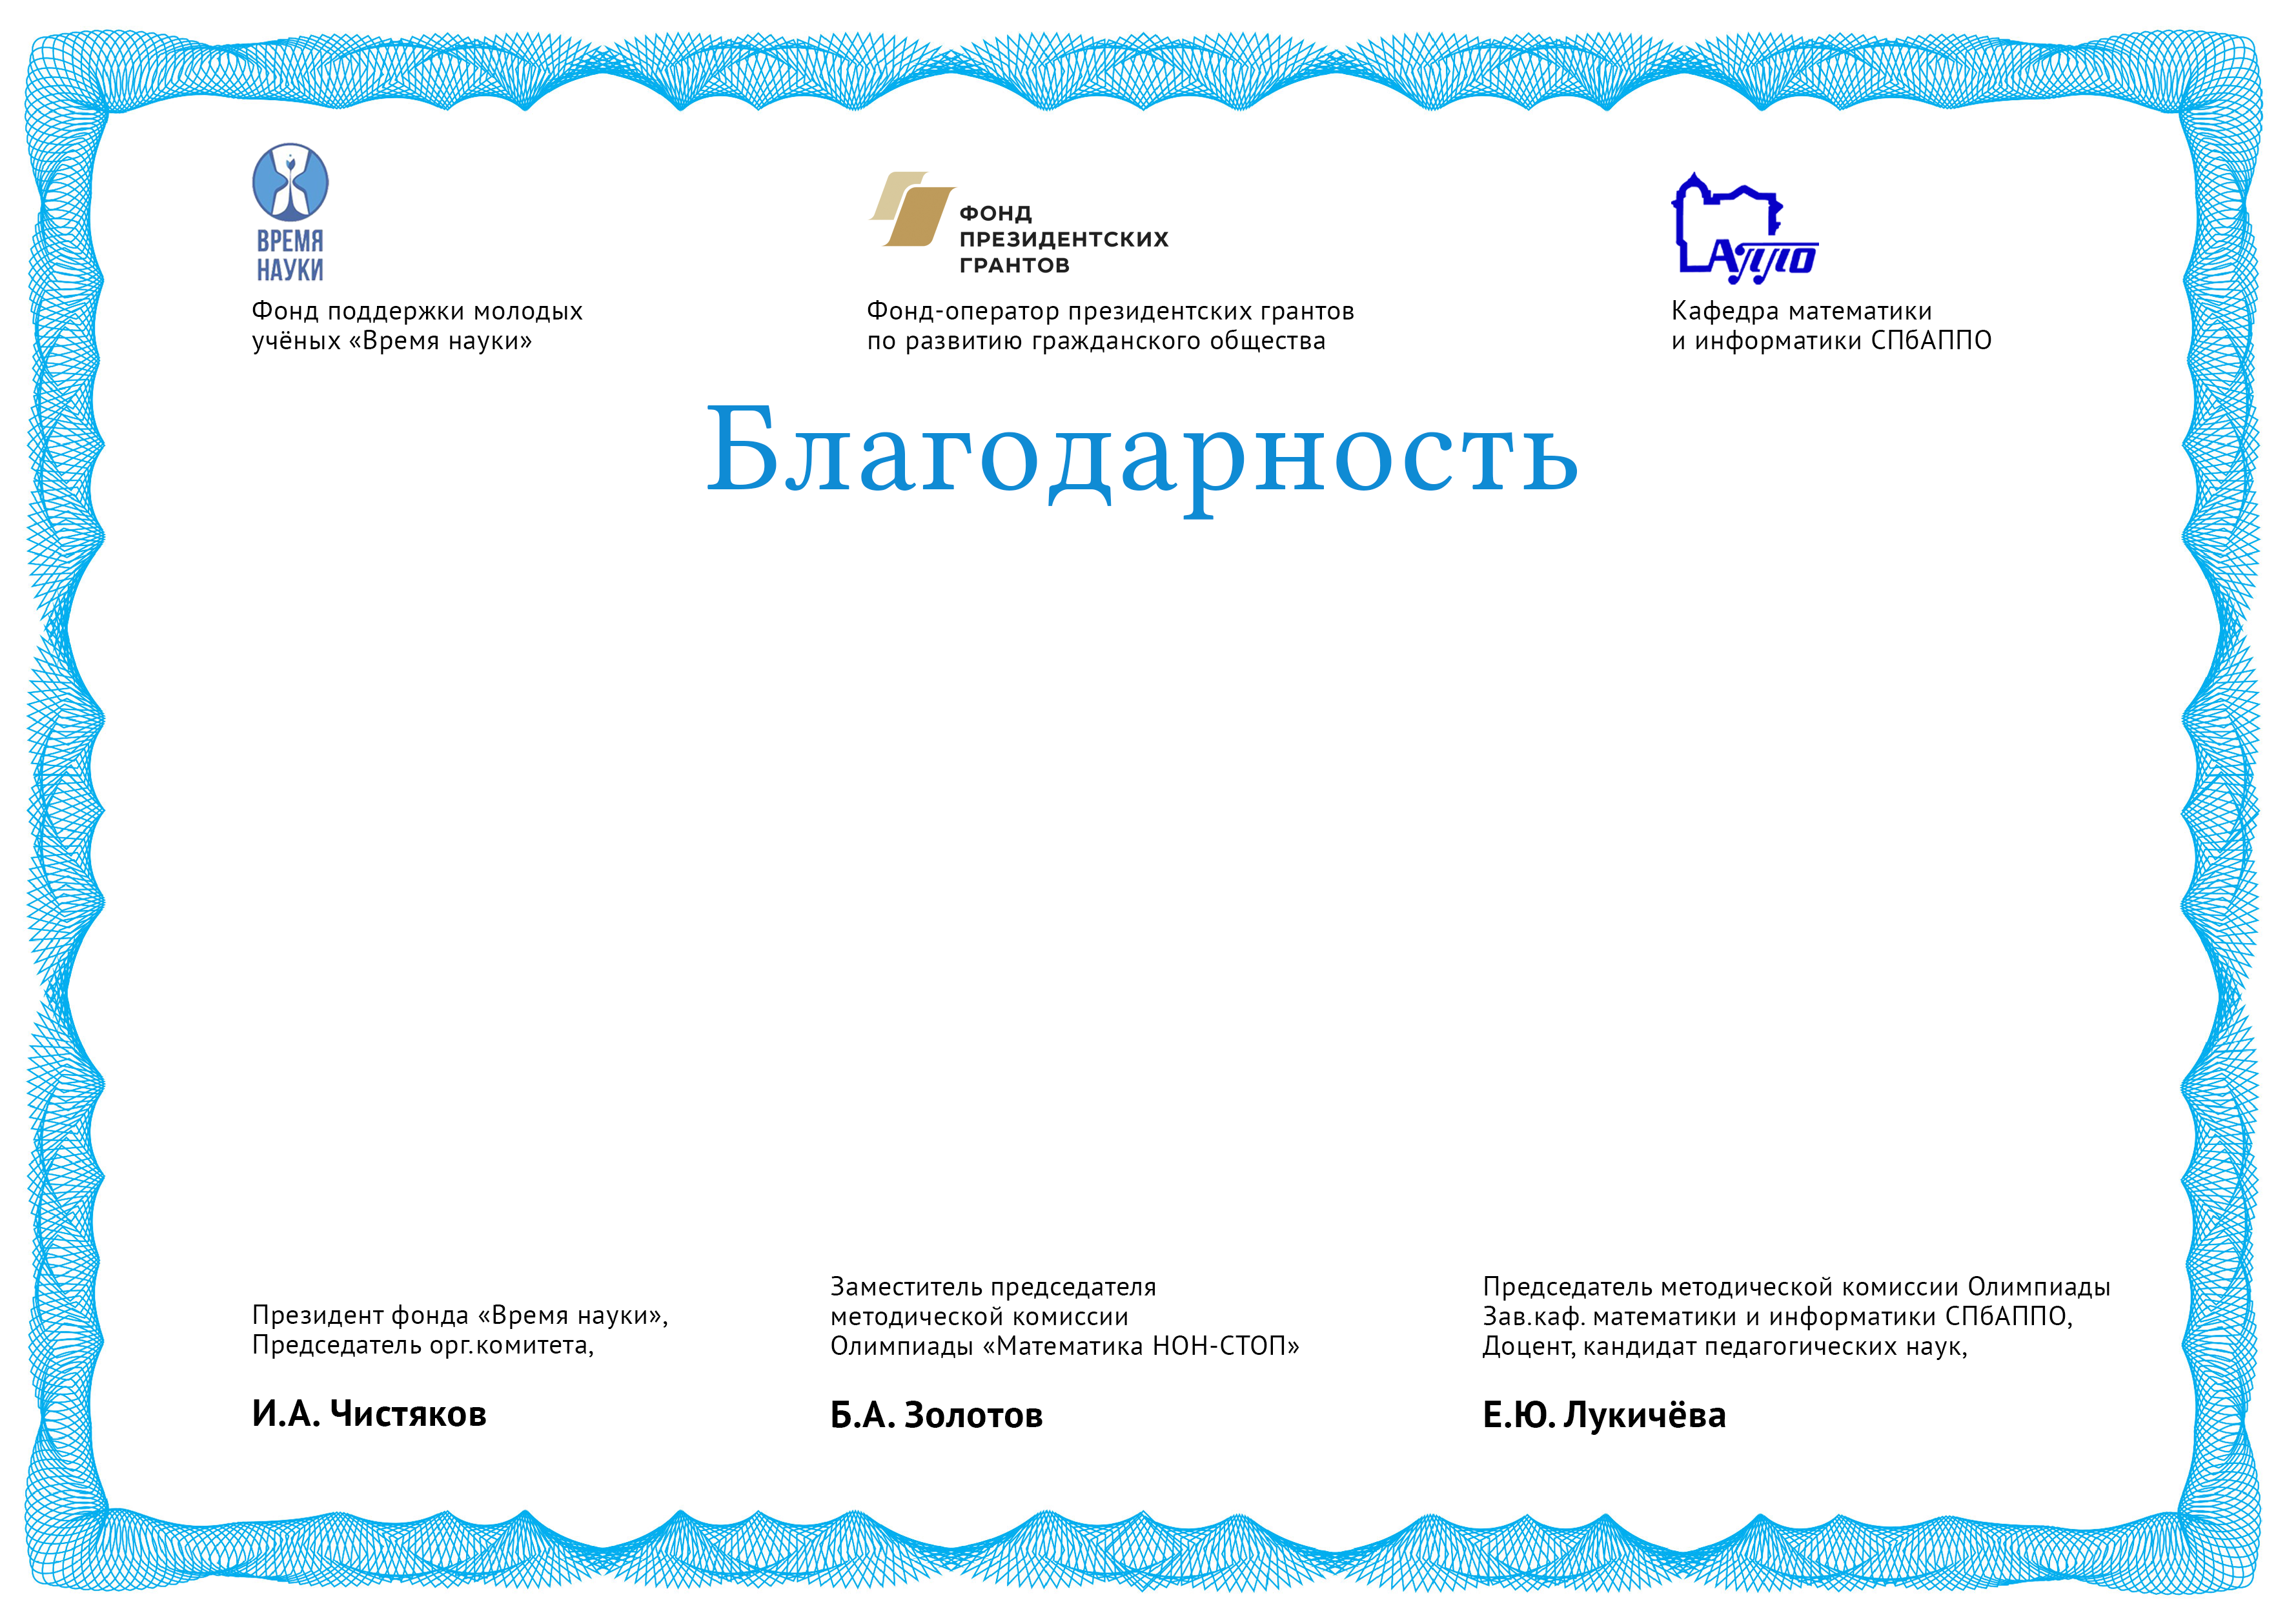 ВРЕМЯ
НАУКИ
Фонд поддержки молодых
учёных «Время науки»
ФОНД
ПРЕЗИДЕНТСКИХ
ГРАНТОВ
Фонд-оператор президентских грантов
по развитию гражданского общества
АППО
Кафедра математики
и информатики СПбАППО
Благодарность
Президент фонда «Время науки»,
Председатель орг.комитета,
И.А. Чистяков
Заместитель председателя
методической комиссии
Олимпиады «Математика НОН-СТОП»
Б.А. Золотов
Председатель методической комиссии Олимпиады
Зав.каф. математики и информатики СПбАППО,
Доцент, кандидат педагогических наук,
Е.Ю. Лукичёва